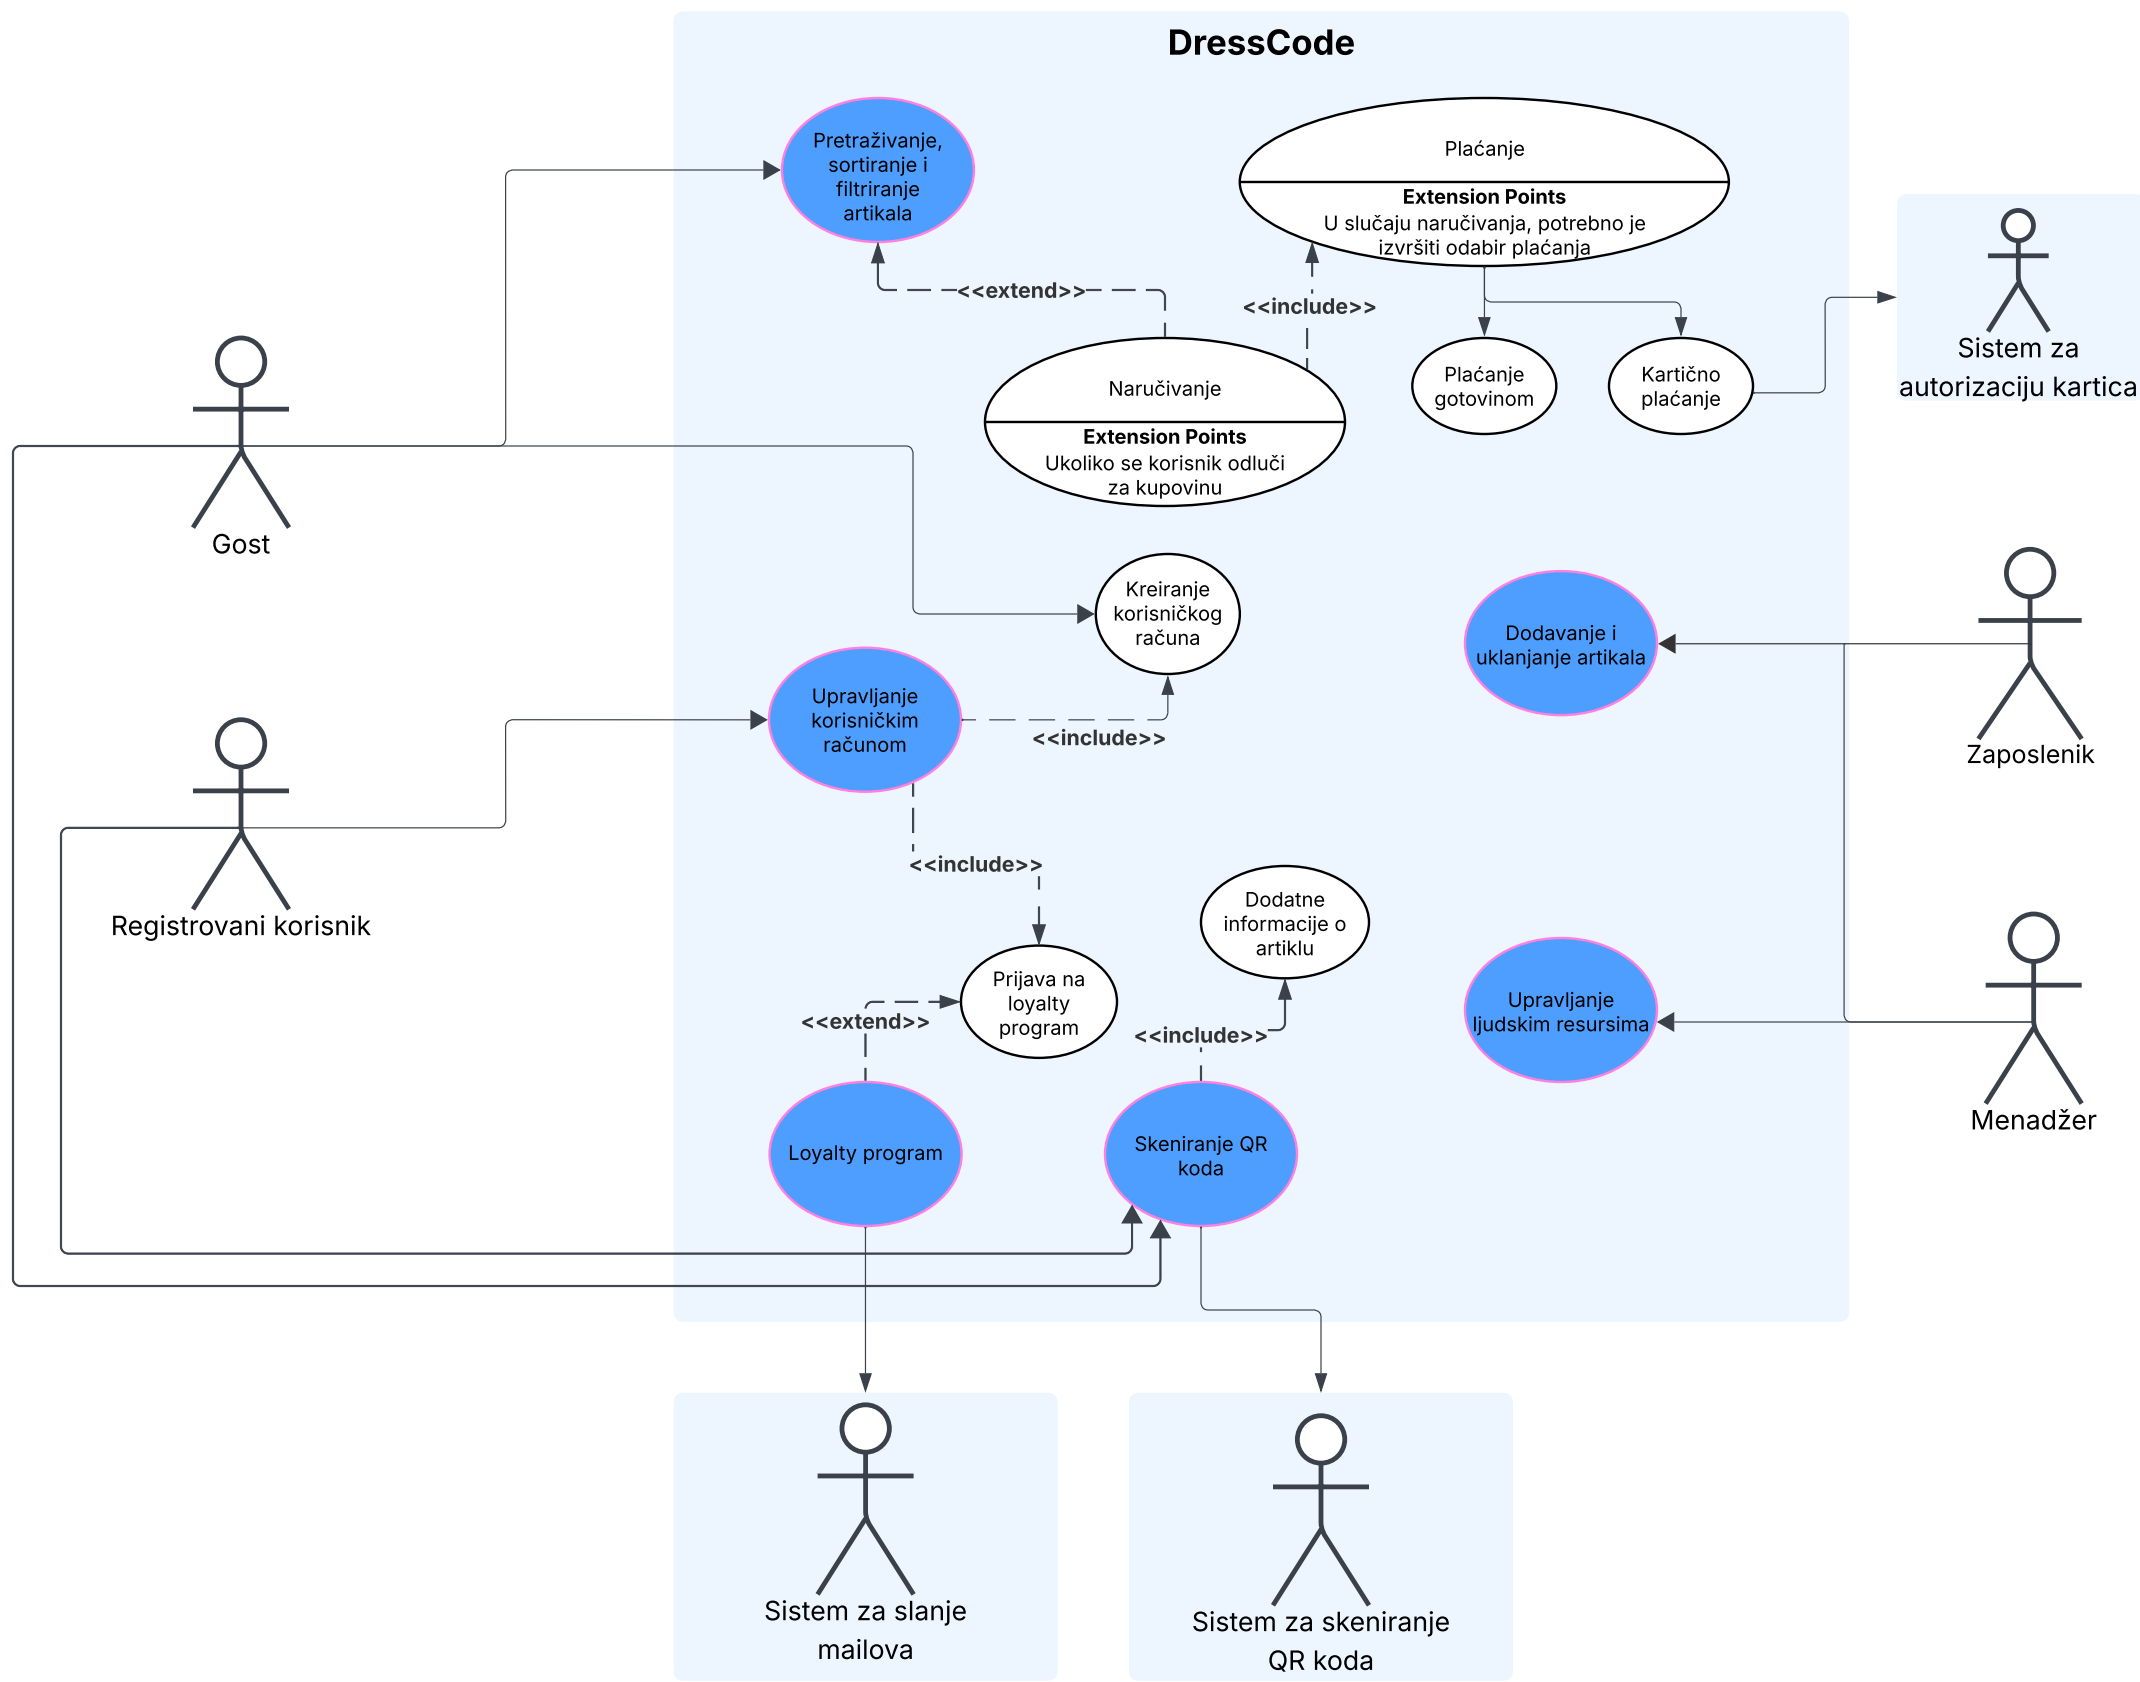 DressCode
Pretraživanje,
sortiranje i
filtriranje
artikala
Plaćanje
Extension Points
U slučaju naručivanja, potrebno je
izvršiti odabir plaćanja
<<extend>>
<<include>>
Sistem za
autorizaciju kartica
Naručivanje
Extension Points
Ukoliko se korisnik odluči
za kupovinu
Plaćanje
gotovinom
Kartično
plaćanje
Gost
Kreiranje
korisničkog
računa
Dodavanje i
uklanjanje artikala
Zaposlenik
Upravljanje
korisničkim
računom
<<include>>
Registrovani korisnik
<<include>>
Dodatne
informacije o
artiklu
Prijava na
loyalty
program
<<extend>>
<<include>>
Upravljanje
ljudskim resursima
Menadžer
Loyalty program
Skeniranje QR
koda
Sistem za slanje
mailova
Sistem za skeniranje
QR koda